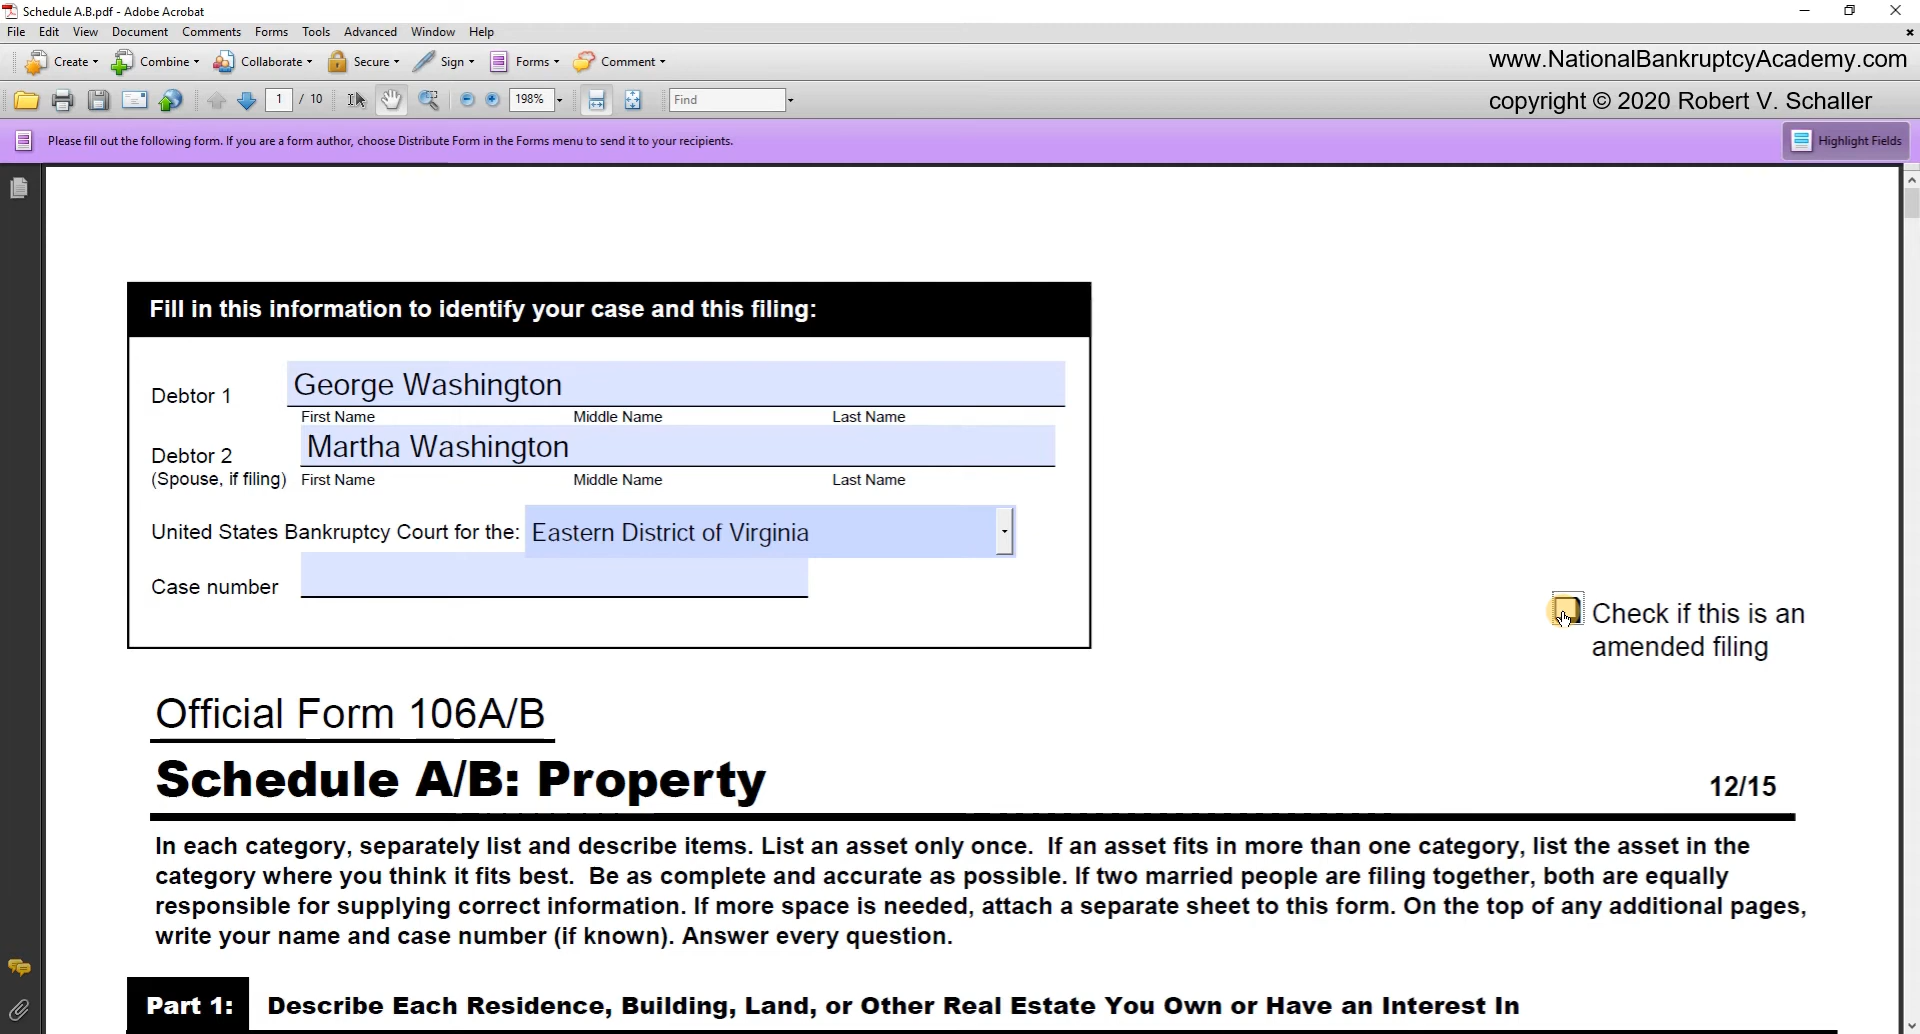 Schedule A.B.pdf - Adobe Acrobat
File Edit View Document Comments Forms Tools Advanced Window Help
Create Combine Collaborate Secure Sign Forms Comment
www.NationalBankruptcyAcademy.com
1 / 10 198% Find
copyright © 2020 Robert V. Schaller
Please fill out the following form. If you are a form author, choose Distribute Form in the Forms menu to send it to your recipients.
Highlight Fields
Fill in this information to identify your case and this filing:
Debtor 1 George Washington
First Name Middle Name Last Name
Debtor 2 Martha Washington
(Spouse, if filing) First Name Middle Name Last Name
United States Bankruptcy Court for the: Eastern District of Virginia
Case number
Check if this is an
amended filing
Official Form 106A/B
Schedule A/B: Property
12/15
In each category, separately list and describe items. List an asset only once. If an asset fits in more than one category, list the asset in the
category where you think it fits best. Be as complete and accurate as possible. If two married people are filing together, both are equally
responsible for supplying correct information. If more space is needed, attach a separate sheet to this form. On the top of any additional pages,
write your name and case number (if known). Answer every question.
Part 1: Describe Each Residence, Building, Land, or Other Real Estate You Own or Have an Interest In